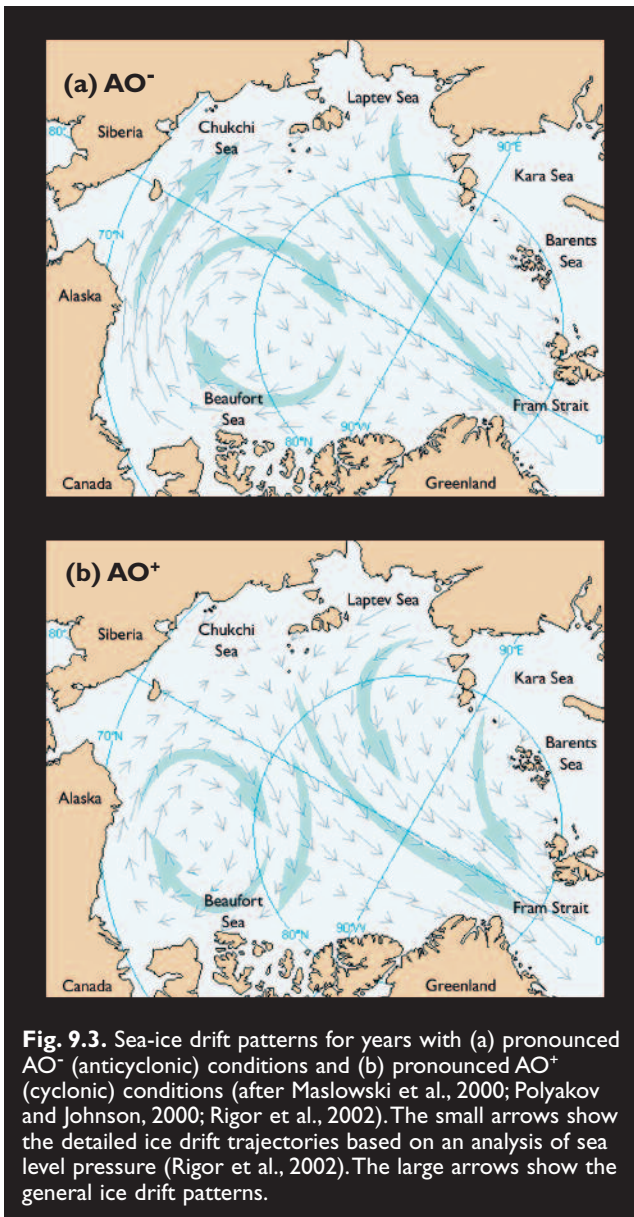 (a) AO-
Laptev Sea
80°
Siberia
Chukchi
Sea
90°E
Kara Sea
70°N
Barents
Sea
Alaska
Beaufort
Sea
Fram Strait
80°N
90°W
0°
Canada
Greenland
(b) AO+
Laptev Sea
80°
Siberia
Chukchi
Sea
90°E
Kara Sea
70°N
Barents
Sea
Alaska
Beaufort
Sea
Fram Strait
80°N
90°W
0°
Canada
Greenland
Fig. 9.3. Sea-ice drift patterns for years with (a) pronounced
AO- (anticyclonic) conditions and (b) pronounced AO+
(cyclonic) conditions (after Maslowski et al., 2000; Polyakov
and Johnson, 2000; Rigor et al., 2002). The small arrows show
the detailed ice drift trajectories based on an analysis of sea
level pressure (Rigor et al., 2002). The large arrows show the
general ice drift patterns.